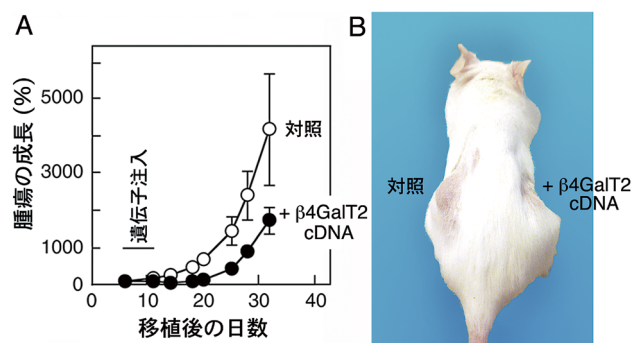 A
腫瘍の成長 (%)
5000
3000
1000
0
遺伝子注入
対照
+ β4GalT2
cDNA
0
10
20
30
40
移植後の日数
B
対照
+ β4GalT2
cDNA